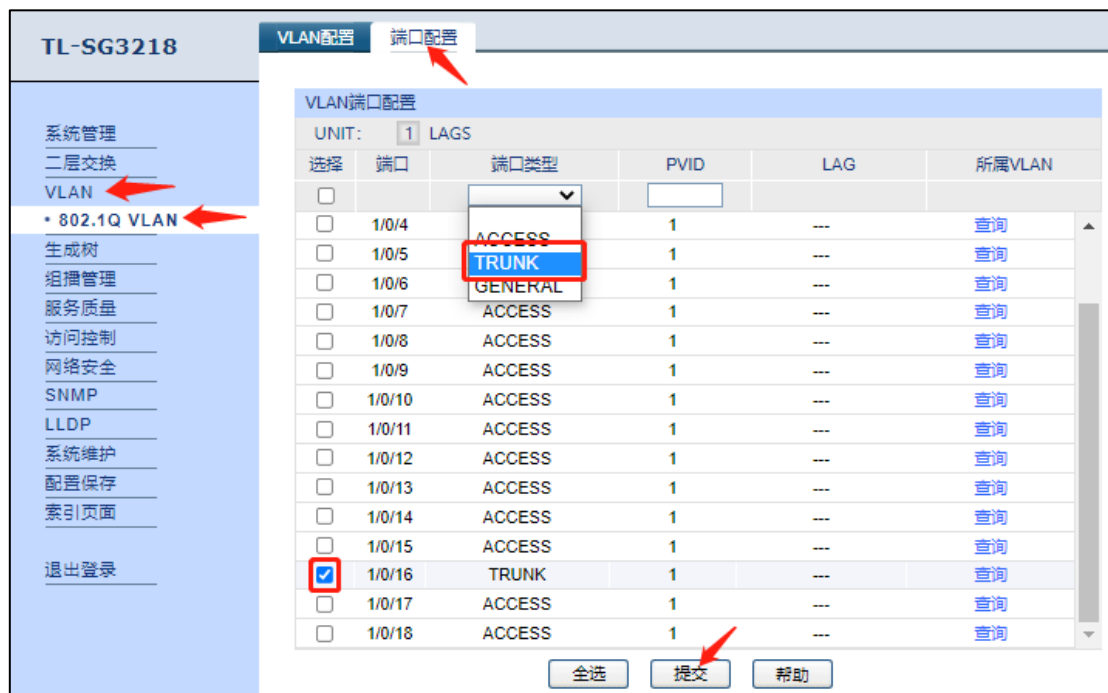 TL-SG3218
VLAN配置 端口配置
VLAN端口配置
UNIT: 1 LAGS
选择 端口 端口类型 PVID LAG 所属VLAN
1/0/4 1 --- 查询
ACCESS
1/0/5 1 --- 查询
TRUNK
1/0/6 1 --- 查询
GENERAL
1/0/7 ACCESS 1 --- 查询
1/0/8 ACCESS 1 --- 查询
1/0/9 ACCESS 1 --- 查询
1/0/10 ACCESS 1 --- 查询
1/0/11 ACCESS 1 --- 查询
1/0/12 ACCESS 1 --- 查询
1/0/13 ACCESS 1 --- 查询
1/0/14 ACCESS 1 --- 查询
1/0/15 ACCESS 1 --- 查询
1/0/16 TRUNK 1 --- 查询
1/0/17 ACCESS 1 --- 查询
1/0/18 ACCESS 1 --- 查询
全选 提交 帮助
系统管理
二层交换
VLAN
• 802.1Q VLAN
生成树
组播管理
服务质量
访问控制
网络安全
SNMP
LLDP
系统维护
配置保存
索引页面
退出登录